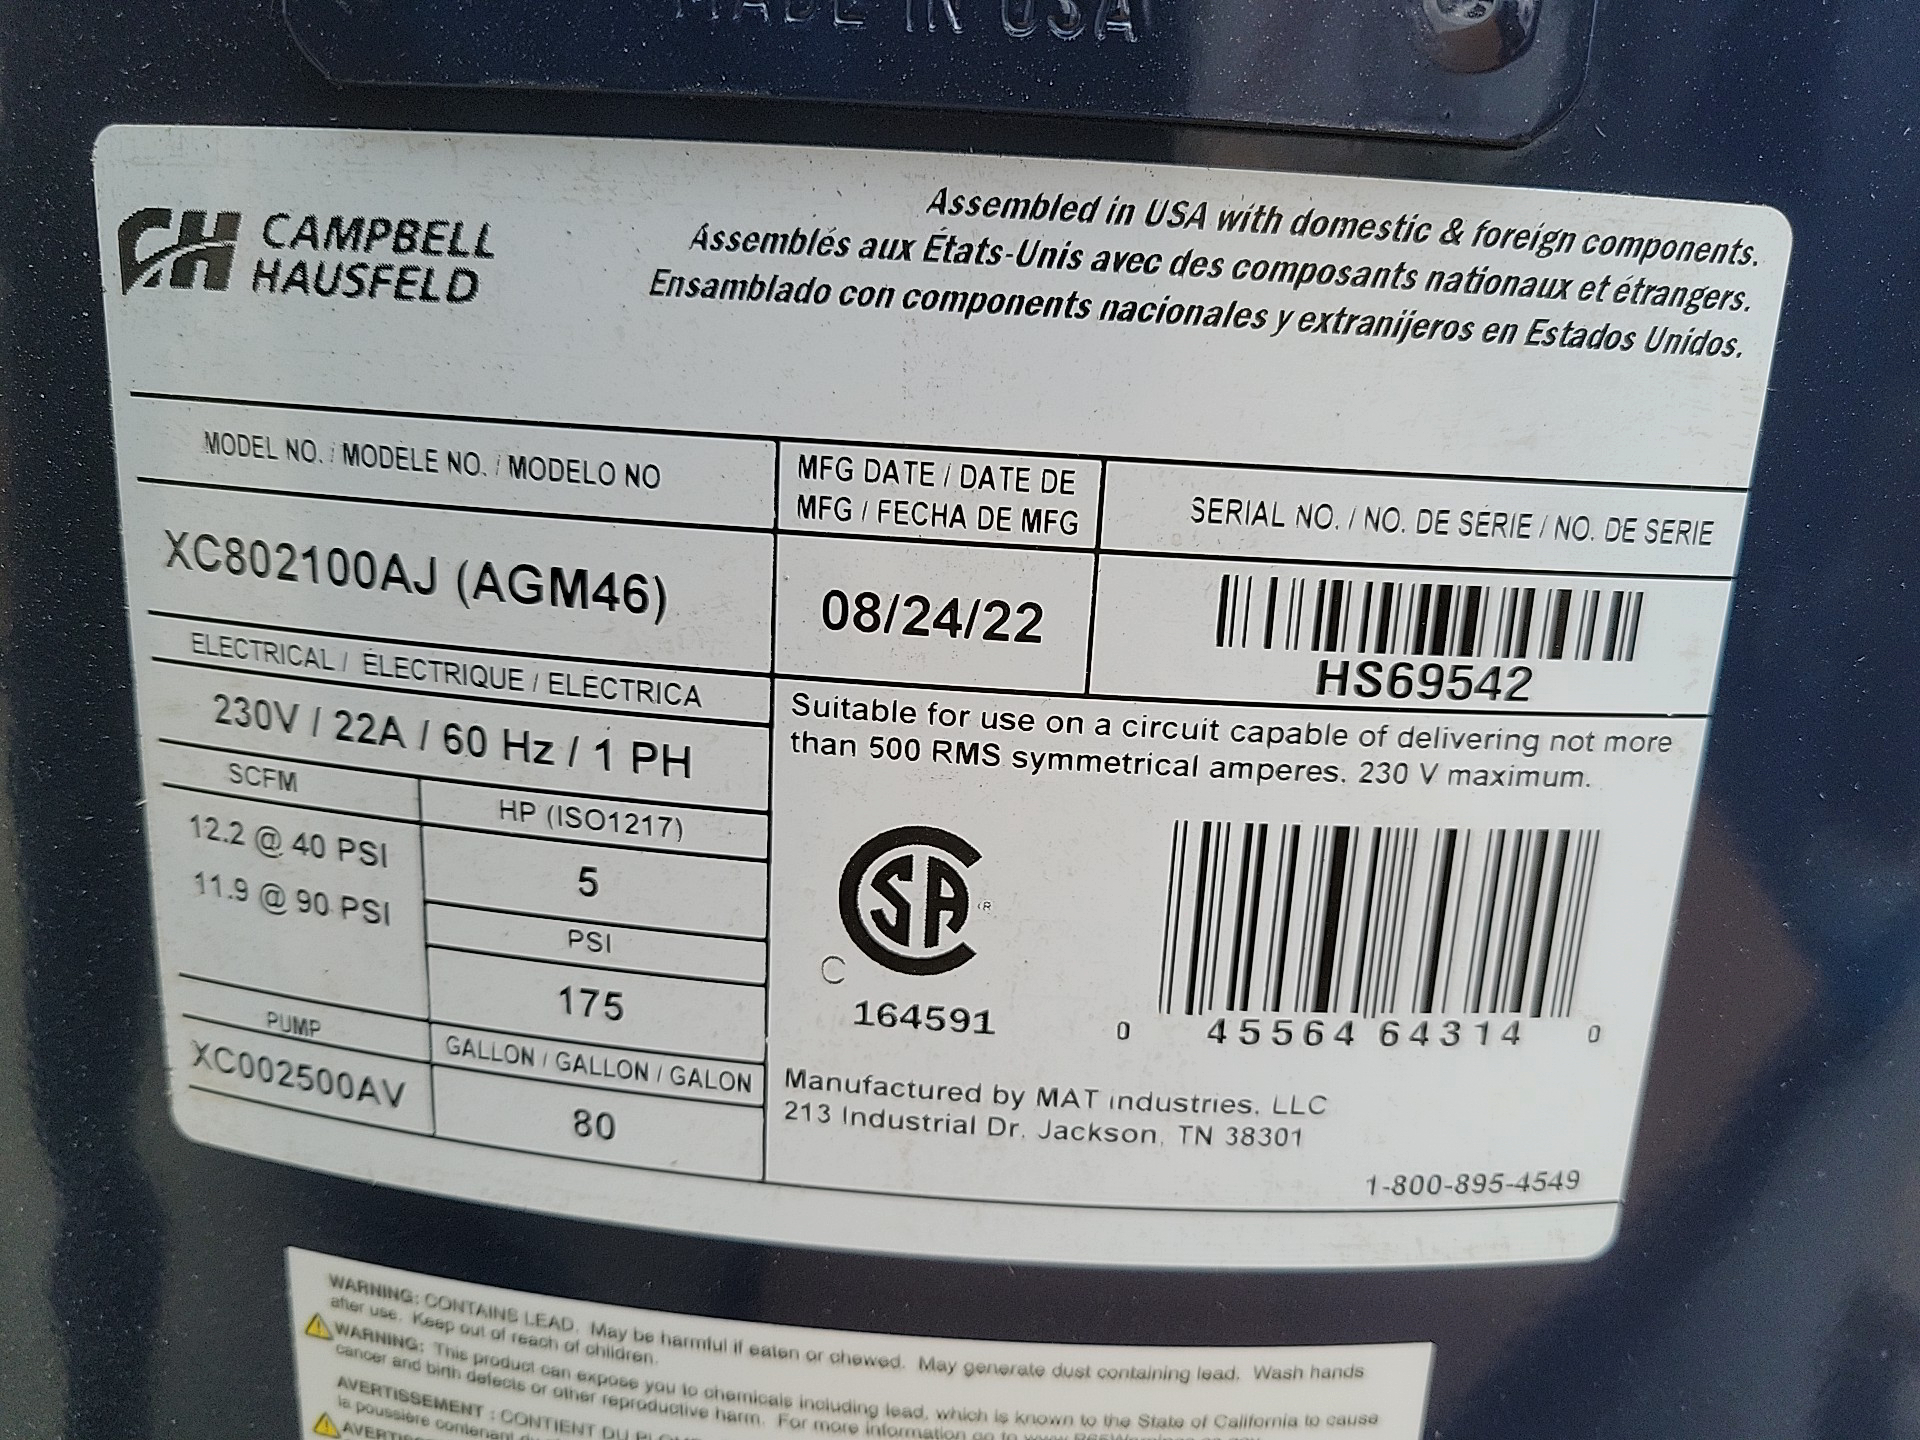 MADE IN USA
CH CAMPBELL
HAUSFELD
Assembled in USA with domestic & foreign components.
Assemblés aux États-Unis avec des composants nationaux et étrangers.
Ensamblado con components nacionales y extranijeros en Estados Unidos.
MODEL NO. / MODELE NO. / MODELO NO
MFG DATE / DATE DE
MFG / FECHA DE MFG
SERIAL NO. / NO. DE SÉRIE / NO. DE SERIE
XC802100AJ (AGM46)
08/24/22
HS69542
ELECTRICAL / ÉLECTRIQUE / ELÉCTRICA
230V / 22A / 60 Hz / 1 PH
Suitable for use on a circuit capable of delivering not more
than 500 RMS symmetrical amperes, 230 V maximum.
SCFM
HP (ISO1217)
12.2 @ 40 PSI
11.9 @ 90 PSI
5
PSI
175
PUMP
XC002500AV
GALLON / GALLON / GALON
80
CSA ®
C
164591
0 45564 64314 0
Manufactured by MAT industries, LLC
213 Industrial Dr. Jackson, TN 38301
1-800-895-4549
WARNING: CONTAINS LEAD. May be harmful if eaten or chewed. May generate dust containing lead. Wash hands
after use. Keep out of reach of children.
WARNING: This product can expose you to chemicals including lead, which is known to the State of California to cause
cancer and birth defects or other reproductive harm. For more information go to
AVERTISSEMENT : CONTIENT DU
la poussière